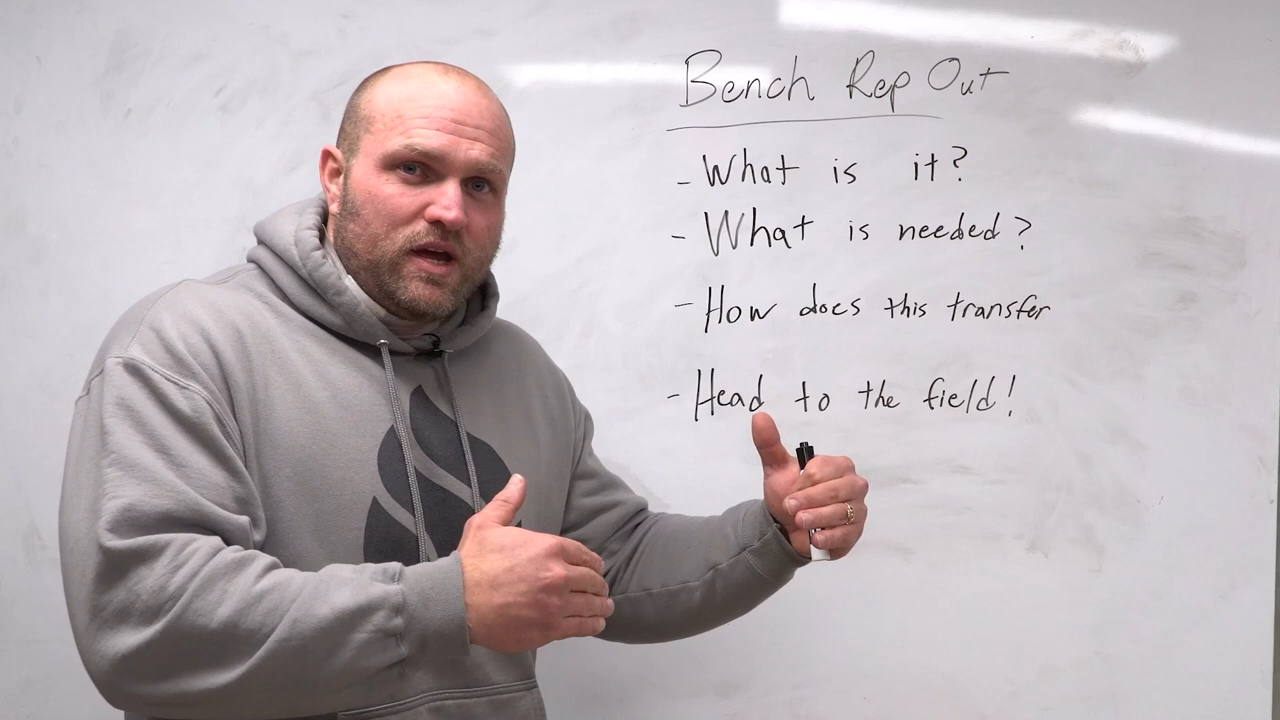 Bench Rep Out
- What is it?
- What is needed?
- How does this transfer
- Head to the field!